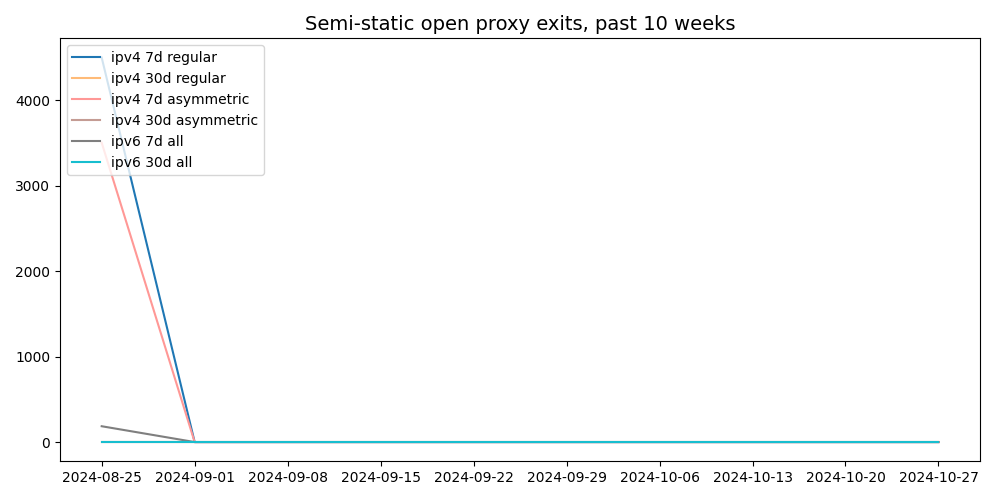 Semi-static open proxy exits, past 10 weeks
ipv4 7d regular
ipv4 30d regular
ipv4 7d asymmetric
ipv4 30d asymmetric
ipv6 7d all
ipv6 30d all
4000
3000
2000
1000
0
2024-08-25 2024-09-01 2024-09-08 2024-09-15 2024-09-22 2024-09-29 2024-10-06 2024-10-13 2024-10-20 2024-10-27